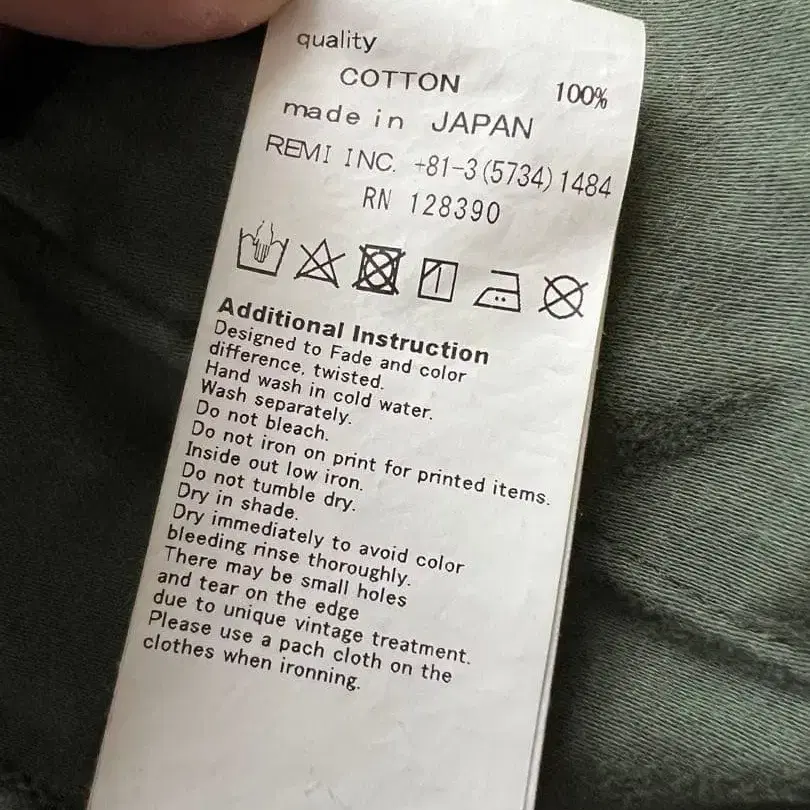 quality
COTTON 100%
made in JAPAN
REMI INC. +81-3(5734)1484
RN 128390
Additional Instruction
Designed to Fade and color
difference, twisted.
Hand wash in cold water.
Wash separately.
Do not bleach.
Do not iron on print for printed items.
Inside out low iron.
Do not tumble dry.
Dry in shade.
Dry immediately to avoid color
bleeding rinse thoroughly.
There may be small holes
and tear on the edge
due to unique vintage treatment.
Please use a pach cloth on the
clothes when ironning.